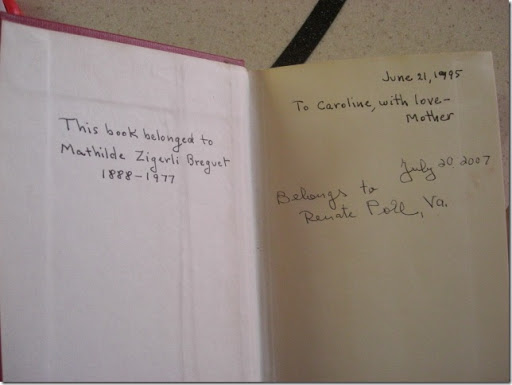 This book belonged to
Mathilde Zigerli Breguet
1888-1977
June 21, 1995
To Caroline, with love-
Mother
July 20 2007
Belongs to
Renate Poll, Va.